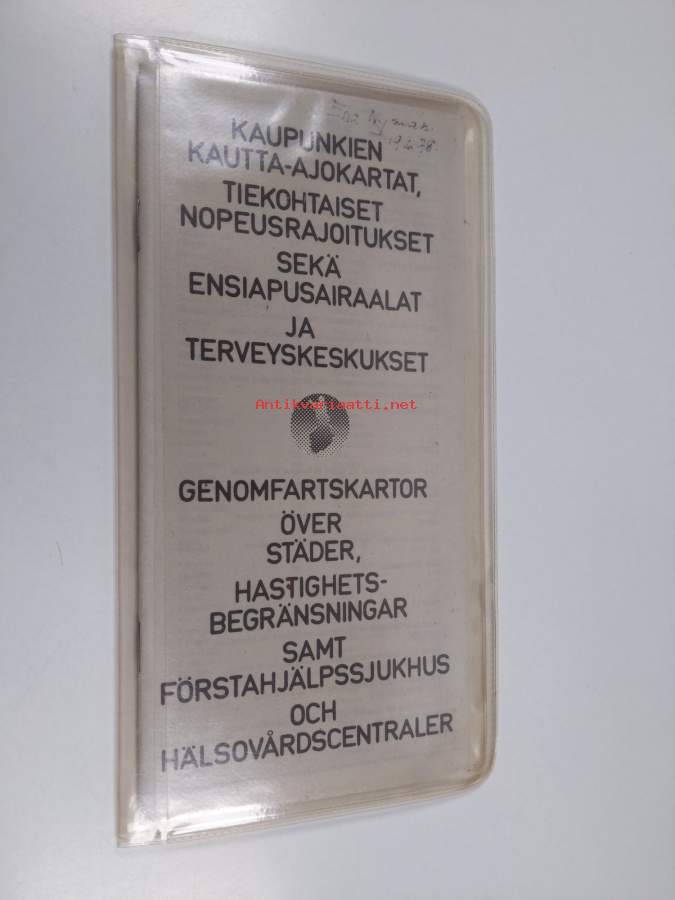 Nyman
KAUPUNKIEN
KAUTTA-AJOKARTAT,
TIEKOHTAISET
NOPEUSRAJOITUKSET
SEKÄ
ENSIAPUSAIRAALAT
JA
TERVEYSKESKUKSET
Antikvariaatti.net
GENOMFARTSKARTOR
ÖVER
STÄDER,
HASTIGHETS-
BEGRÄNSNINGAR
SAMT
FÖRSTAHJÄLPSSJUKHUS
OCH
HÄLSOVÅRDSCENTRALER